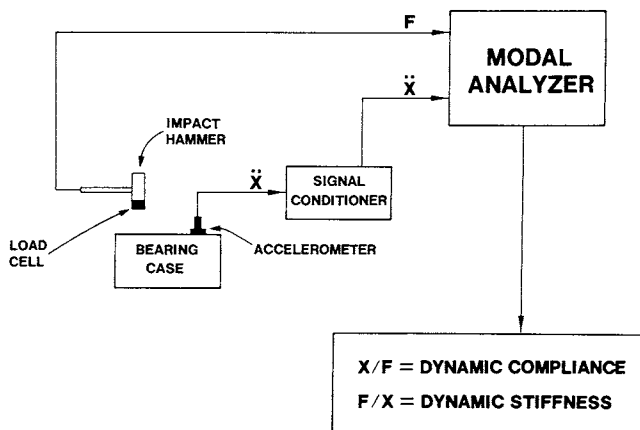 F
MODAL
ANALYZER
Ẍ
IMPACT
HAMMER
Ẍ
SIGNAL
CONDITIONER
LOAD
CELL
BEARING
CASE
ACCELEROMETER
X/F = DYNAMIC COMPLIANCE
F/X = DYNAMIC STIFFNESS